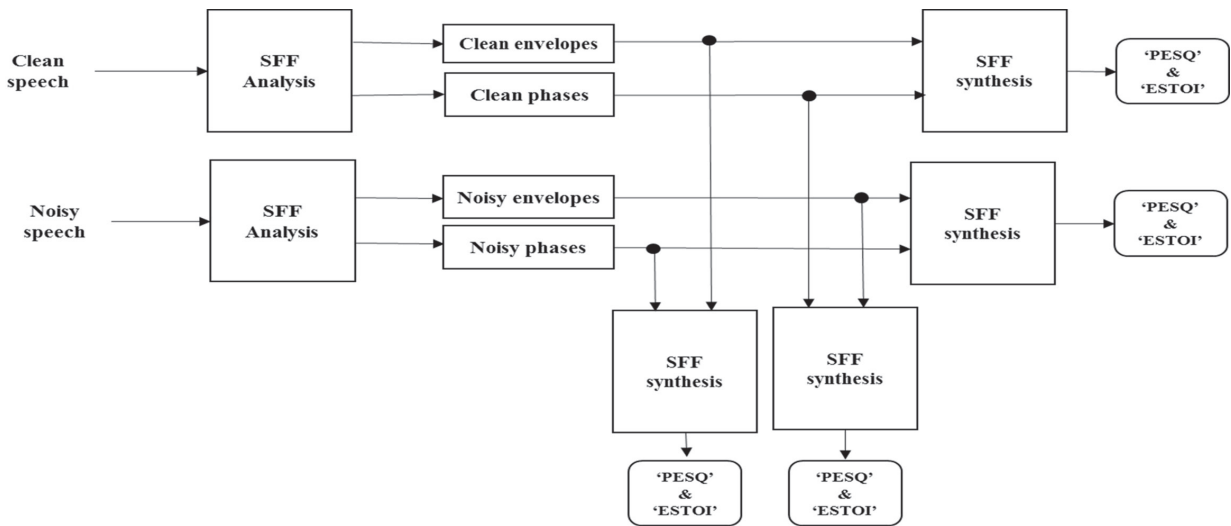 Clean
speech
SFF
Analysis
Clean envelopes
Clean phases
SFF
synthesis
‘PESQ’
&
‘ESTOI’
Noisy
speech
SFF
Analysis
Noisy envelopes
Noisy phases
SFF
synthesis
‘PESQ’
&
‘ESTOI’
SFF
synthesis
SFF
synthesis
‘PESQ’
&
‘ESTOI’
‘PESQ’
&
‘ESTOI’